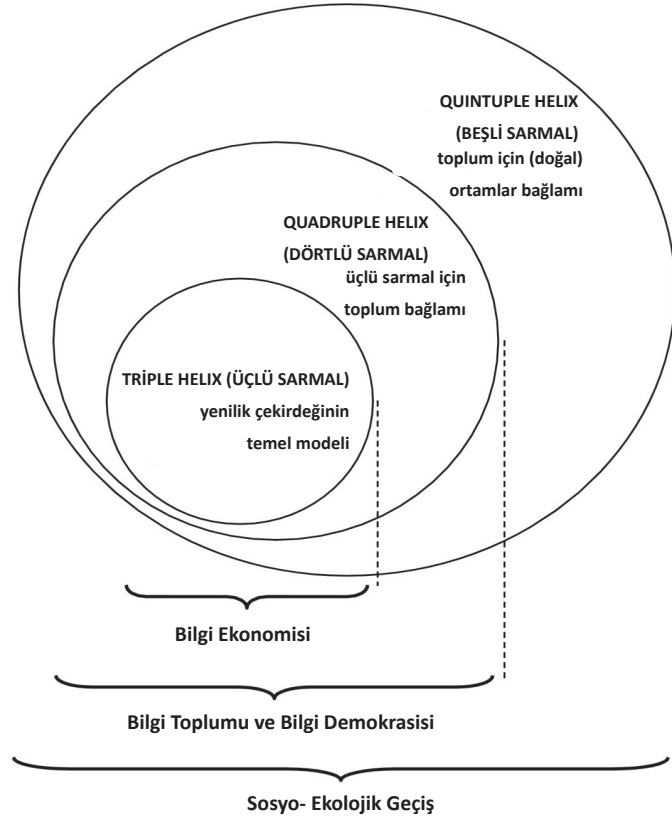 QUINTUPLE HELIX
(BEŞLİ SARMAL)
toplum için (doğal)
ortamlar bağlamı
QUADRUPLE HELIX
(DÖRTLÜ SARMAL)
üçlü sarmal için
toplum bağlamı
TRİPLE HELIX (ÜÇLÜ SARMAL)
yenilik çekirdeğinin
temel modeli
Bilgi Ekonomisi
Bilgi Toplumu ve Bilgi Demokrasisi
Sosyo- Ekolojik Geçiş